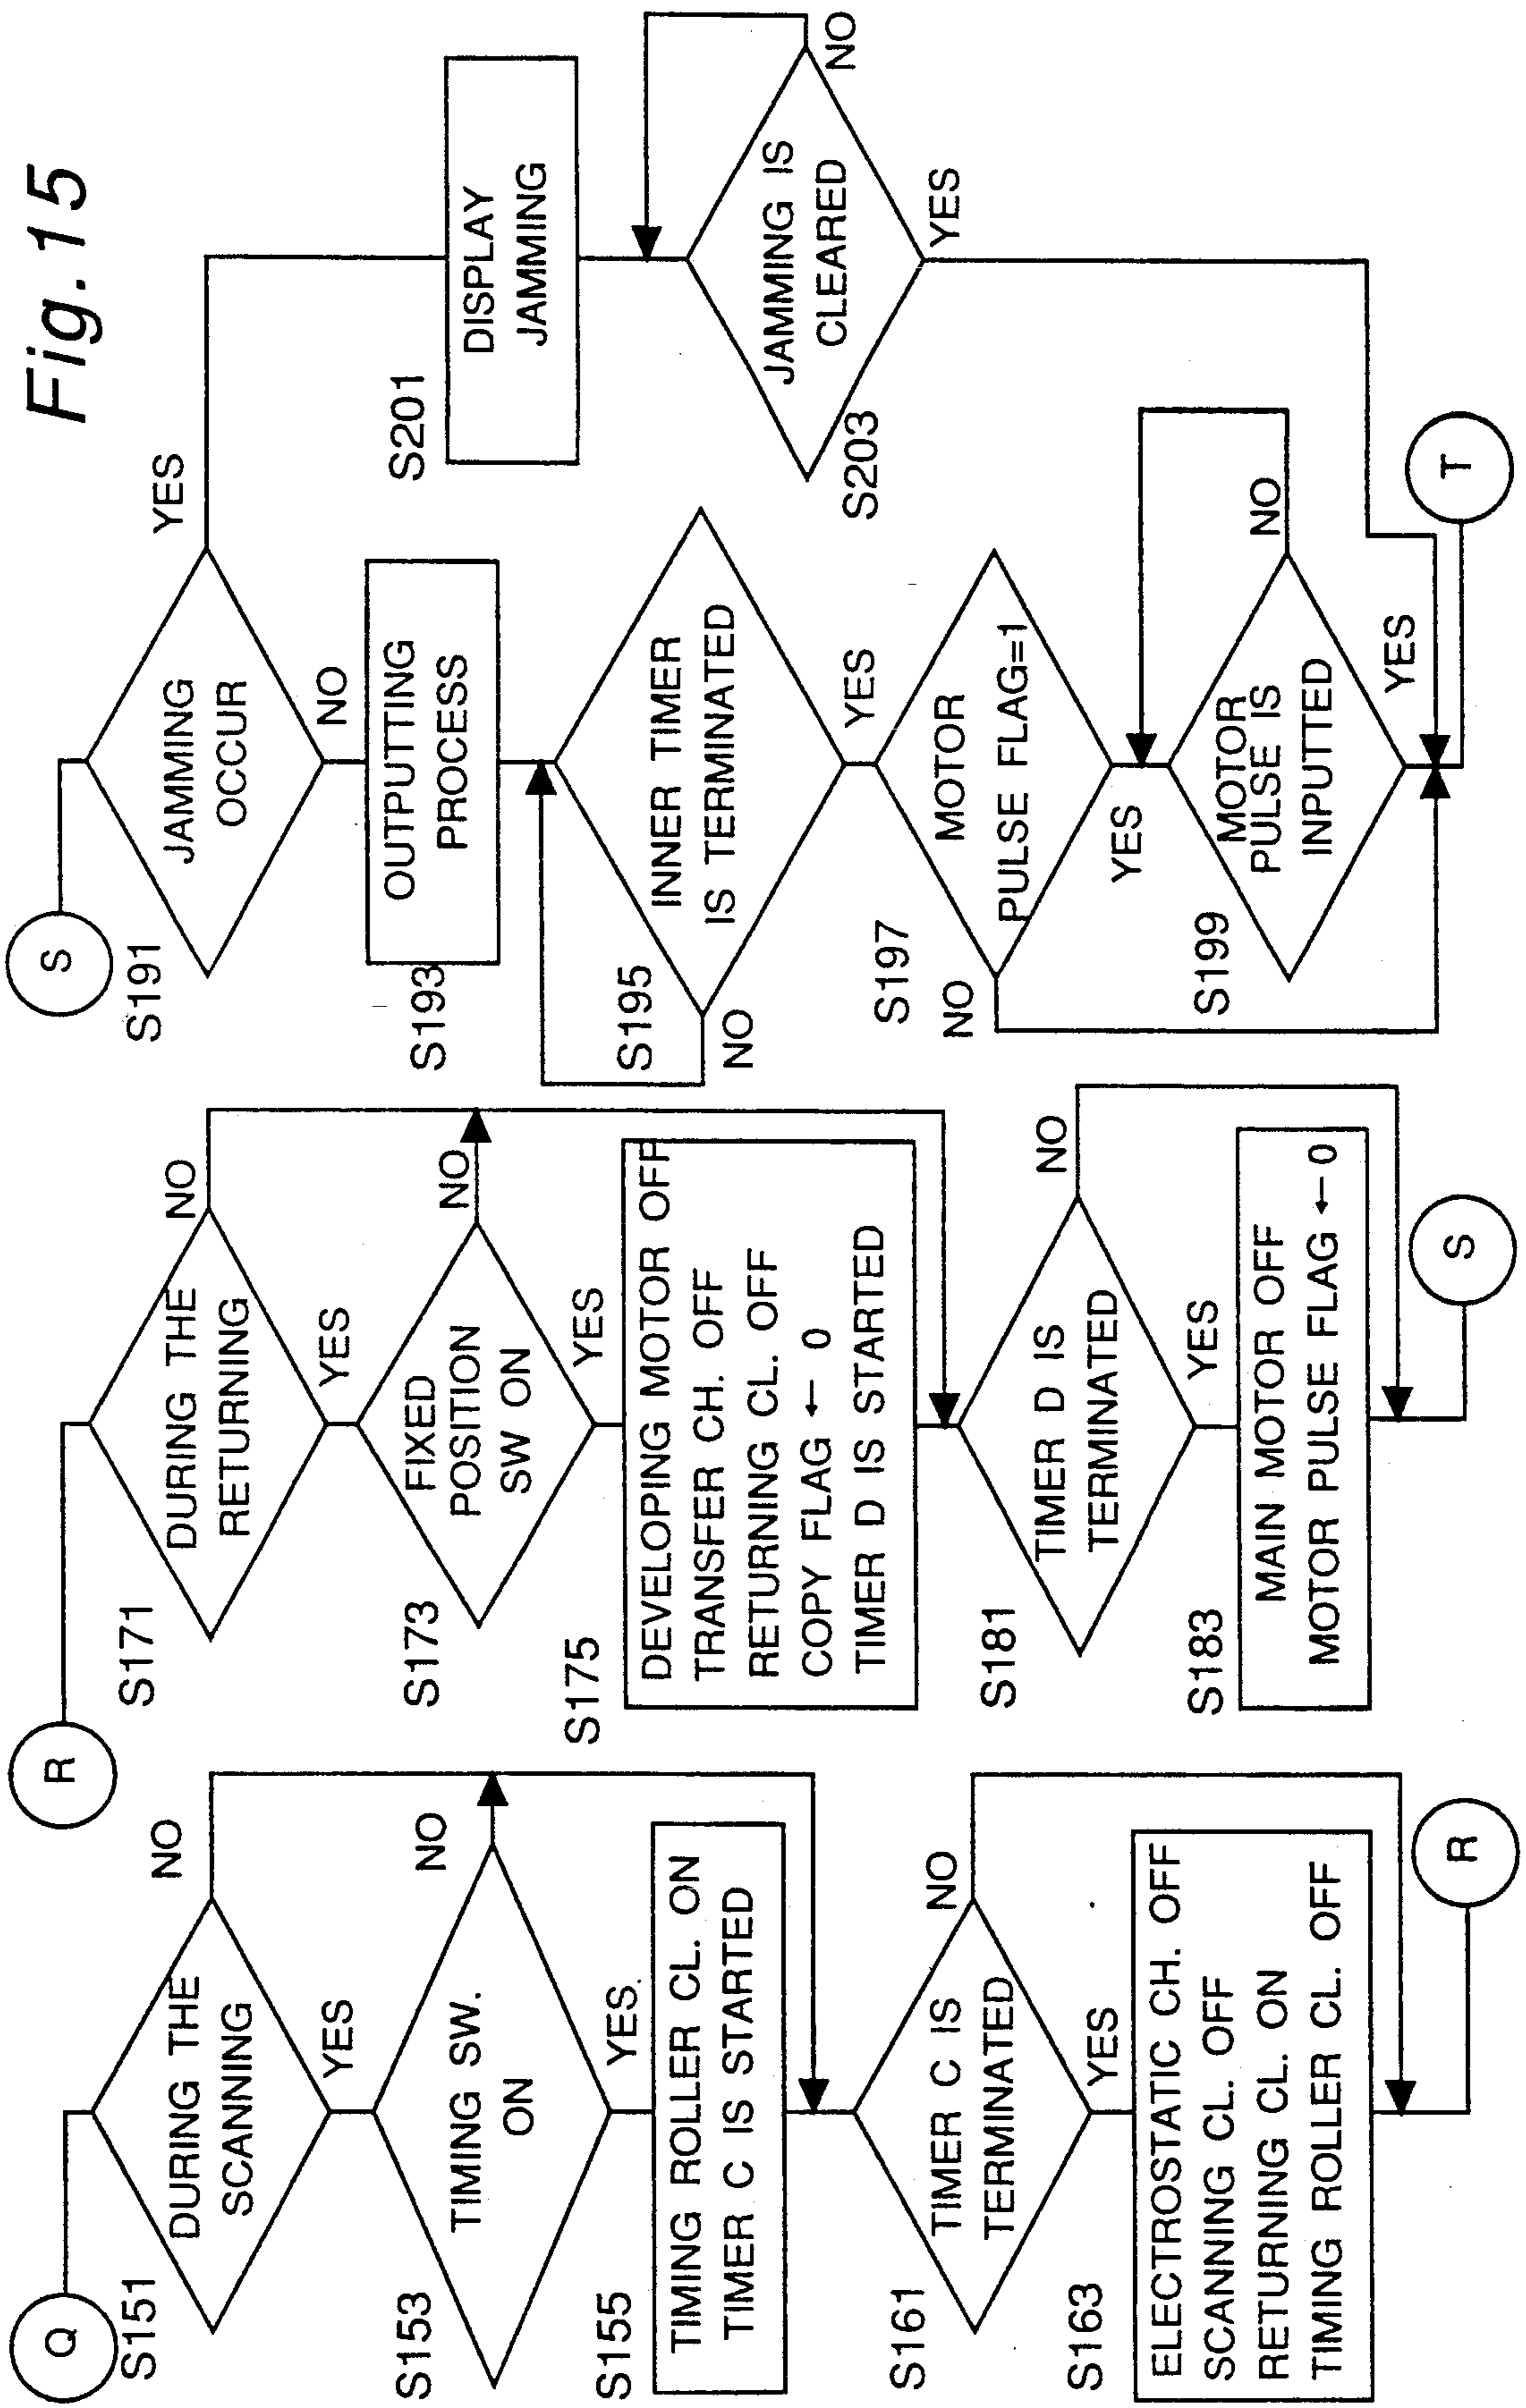 Fig.15
Q
S151
DURING THE
SCANNING
NO
YES
S153
TIMING SW.
ON
NO
YES
S155
TIMING ROLLER CL. ON
TIMER C IS STARTED
S161
TIMER C IS
TERMINATED
NO
YES
S163
ELECTROSTATIC CH. OFF
SCANNING CL. OFF
RETURNING CL. ON
TIMING ROLLER CL. OFF
R
R
S171
DURING THE
RETURNING
NO
YES
S173
FIXED
POSITION
SW ON
NO
YES
S175
DEVELOPING MOTOR OFF
TRANSFER CH. OFF
RETURNING CL. OFF
COPY FLAG ← 0
TIMER D IS STARTED
S181
TIMER D IS
TERMINATED
NO
YES
S183
MAIN MOTOR OFF
MOTOR PULSE FLAG ← 0
S
S
S191
JAMMING
OCCUR
YES
NO
S193
OUTPUTTING
PROCESS
S195
INNER TIMER
IS TERMINATED
NO
YES
S197
MOTOR
PULSE FLAG=1
NO
YES
S199
MOTOR
PULSE IS
INPUTTED
NO
YES
S201
DISPLAY
JAMMING
S203
JAMMING IS
CLEARED
NO
YES
T